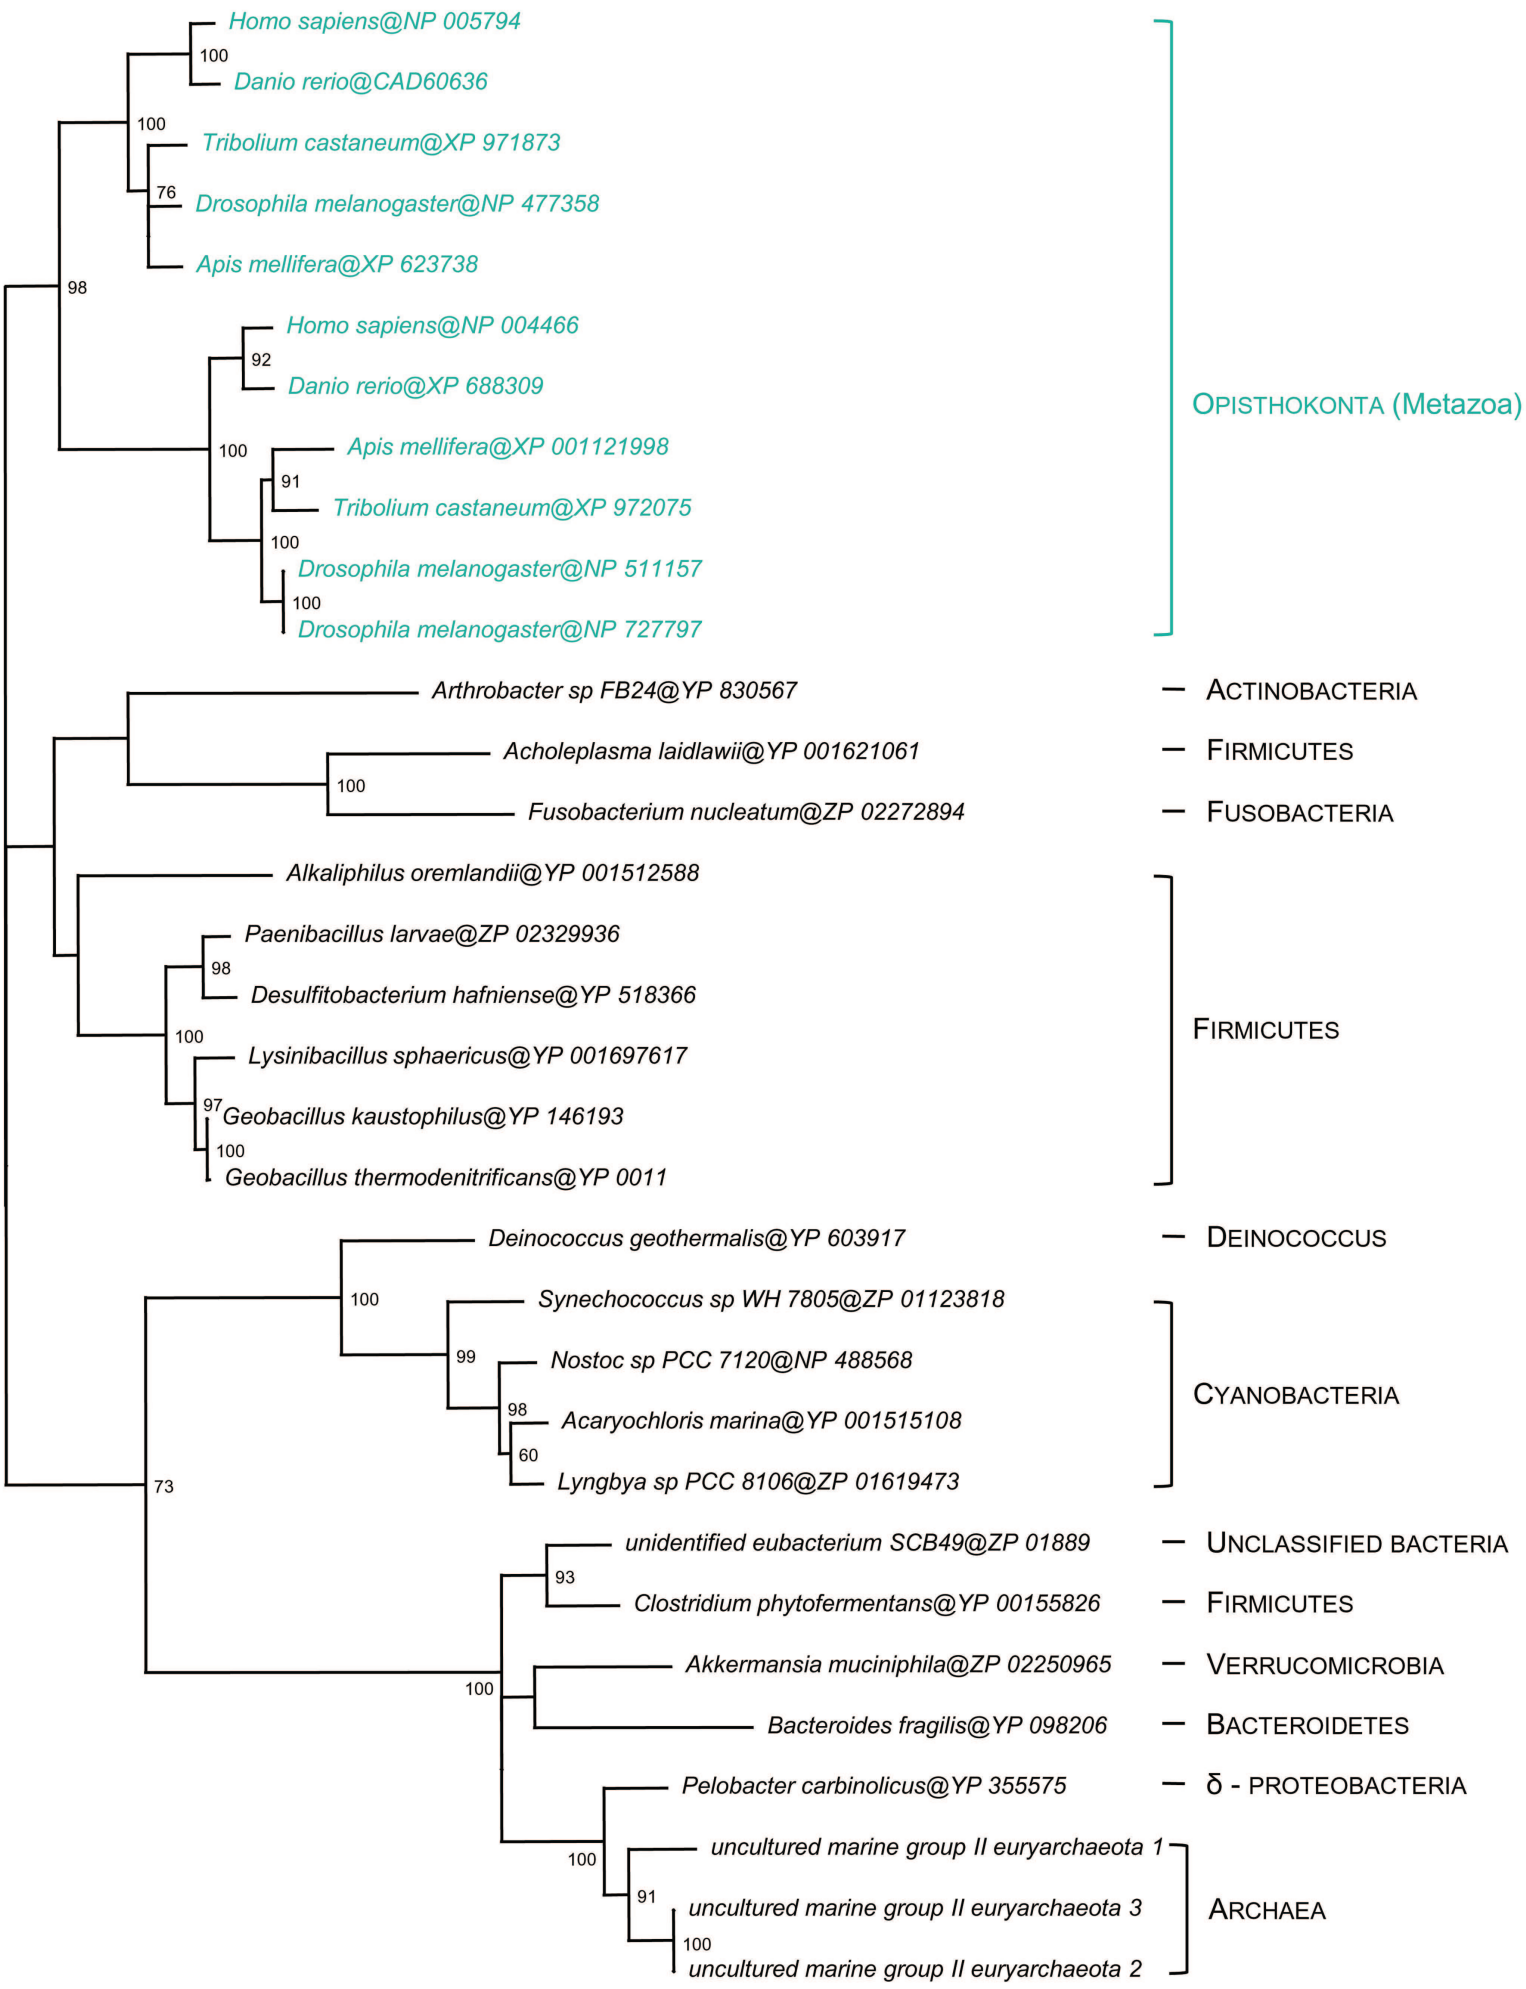 Homo sapiens@NP 005794
100
Danio rerio@CAD60636
100
Tribolium castaneum@XP 971873
76
Drosophila melanogaster@NP 477358
Apis mellifera@XP 623738
98
Homo sapiens@NP 004466
92
Danio rerio@XP 688309
OPISTHOKONTA (Metazoa)
100
Apis mellifera@XP 001121998
91
Tribolium castaneum@XP 972075
100
Drosophila melanogaster@NP 511157
100
Drosophila melanogaster@NP 727797
Arthrobacter sp FB24@YP 830567
ACTINOBACTERIA
Acholeplasma laidlawii@YP 001621061
FIRMICUTES
100
Fusobacterium nucleatum@ZP 02272894
FUSOBACTERIA
Alkaliphilus oremlandii@YP 001512588
Paenibacillus larvae@ZP 02329936
98
Desulfitobacterium hafniense@YP 518366
100
FIRMICUTES
Lysinibacillus sphaericus@YP 001697617
97
Geobacillus kaustophilus@YP 146193
100
Geobacillus thermodenitrificans@YP 0011
Deinococcus geothermalis@YP 603917
DEINOCOCCUS
100
Synechococcus sp WH 7805@ZP 01123818
99
Nostoc sp PCC 7120@NP 488568
CYANOBACTERIA
98
Acaryochloris marina@YP 001515108
60
Lyngbya sp PCC 8106@ZP 01619473
73
unidentified eubacterium SCB49@ZP 01889
UNCLASSIFIED BACTERIA
93
Clostridium phytofermentans@YP 00155826
FIRMICUTES
Akkermansia muciniphila@ZP 02250965
VERRUCOMICROBIA
100
Bacteroides fragilis@YP 098206
BACTEROIDETES
Pelobacter carbinolicus@YP 355575
δ - PROTEOBACTERIA
100
uncultured marine group II euryarchaeota 1
91
uncultured marine group II euryarchaeota 3
ARCHAEA
100
uncultured marine group II euryarchaeota 2